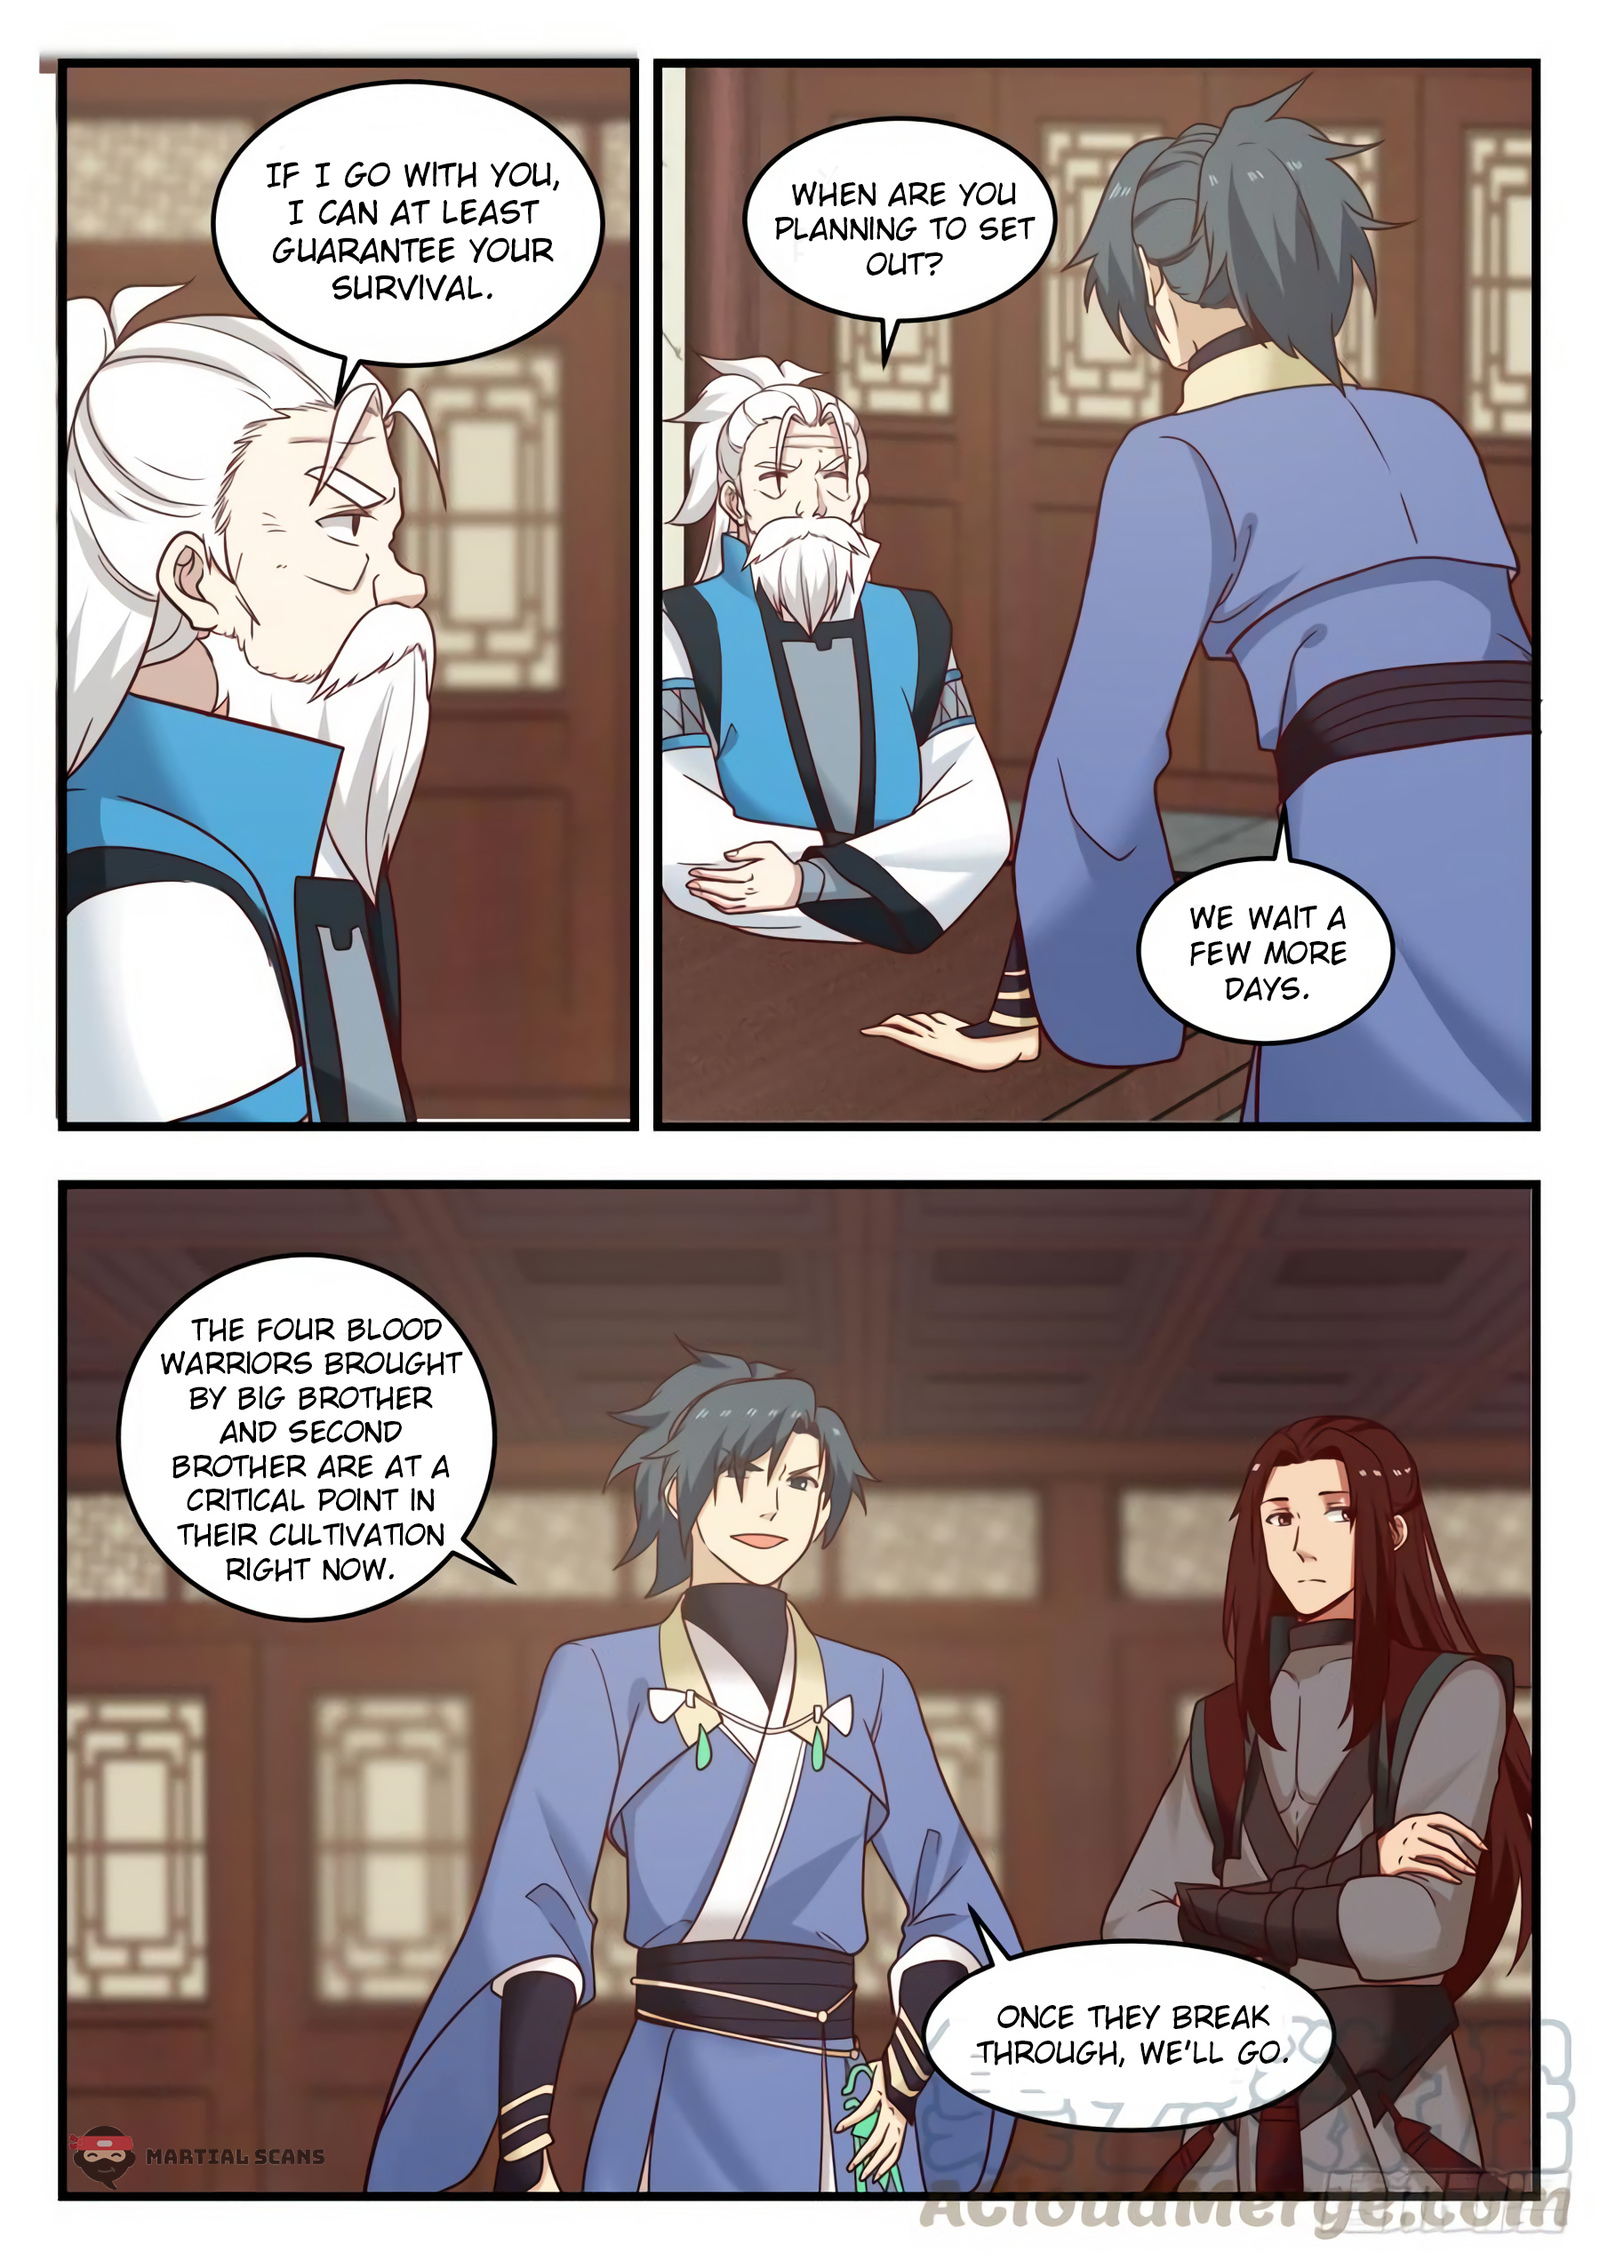 IF I GO WITH YOU,
I CAN AT LEAST
GUARANTEE YOUR
SURVIVAL.
WHEN ARE YOU
PLANNING TO SET
OUT?
WE WAIT A
FEW MORE
DAYS.
THE FOUR BLOOD
WARRIORS BROUGHT
BY BIG BROTHER
AND SECOND
BROTHER ARE AT A
CRITICAL POINT IN
THEIR CULTIVATION
RIGHT NOW.
ONCE THEY BREAK
THROUGH, WE'LL GO.
MARTIAL SCANS
AcloudMerge.com